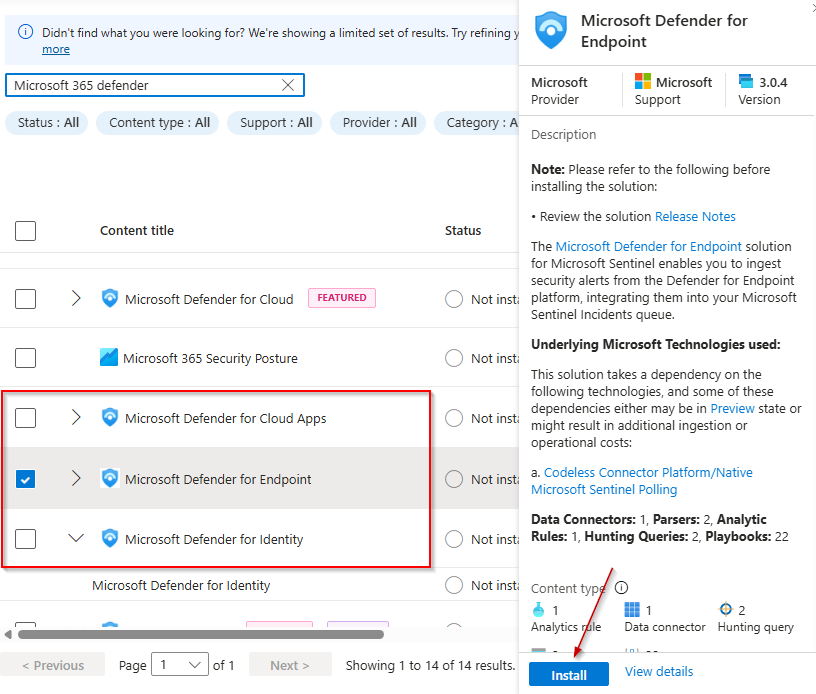 Didn't find what you were looking for? We're showing a limited set of results. Try refining y
more
Microsoft 365 defender
Status : All
Content type : All
Support : All
Provider : All
Category : A
Content title
Status
Microsoft Defender for Cloud
FEATURED
Not insta
Microsoft 365 Security Posture
Not insta
Microsoft Defender for Cloud Apps
Not insta
Microsoft Defender for Endpoint
Not insta
Microsoft Defender for Identity
Not insta
Microsoft Defender for Identity
Not insta
< Previous
Page
1
of 1
Next >
Showing 1 to 14 of 14 results.
Microsoft Defender for
Endpoint
Microsoft
Provider
Microsoft
Support
3.0.4
Version
Description
Note: Please refer to the following before
installing the solution:
• Review the solution Release Notes
The Microsoft Defender for Endpoint solution
for Microsoft Sentinel enables you to ingest
security alerts from the Defender for Endpoint
platform, integrating them into your Microsoft
Sentinel Incidents queue.
Underlying Microsoft Technologies used:
This solution takes a dependency on the
following technologies, and some of these
dependencies either may be in Preview state or
might result in additional ingestion or
operational costs:
a. Codeless Connector Platform/Native
Microsoft Sentinel Polling
Data Connectors: 1, Parsers: 2, Analytic
Rules: 1, Hunting Queries: 2, Playbooks: 22
Content type
1
Analytics rule
1
Data connector
2
Hunting query
Install
View details